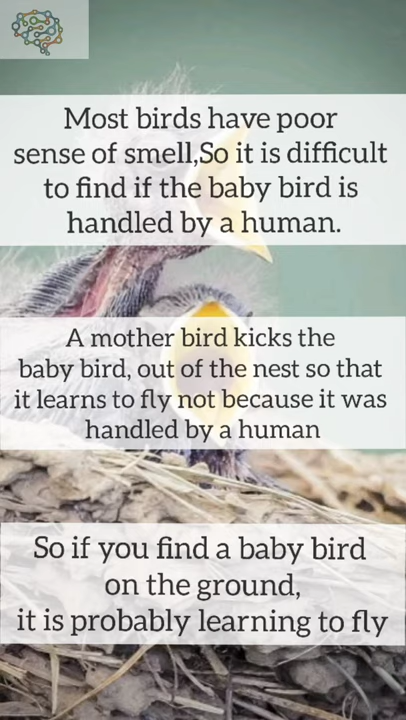 Most birds have poor
sense of smell,So it is difficult
to find if the baby bird is
handled by a human.
A mother bird kicks the
baby bird, out of the nest so that
it learns to fly not because it was
handled by a human
So if you find a baby bird
on the ground,
it is probably learning to fly